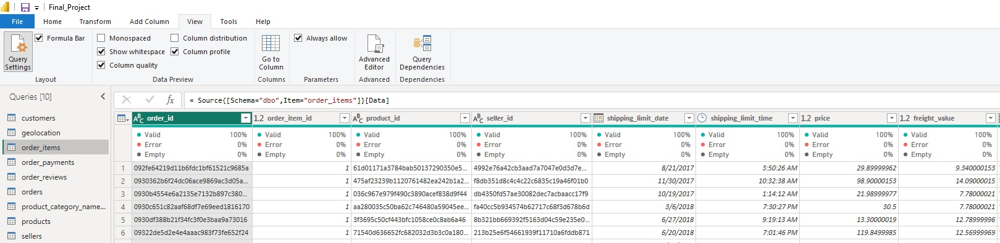 Final_Project
File Home Transform Add Column View Tools Help
Query Settings
Formula Bar
Layout
Monospaced
Show whitespace
Column quality
Column distribution
Column profile
Data Preview
Go to Column
Columns
Always allow
Parameters
Advanced Editor
Advanced
Query Dependencies
Dependencies
Queries [10]
customers
geolocation
order_items
order_payments
order_reviews
orders
product_category_name...
products
sellers
fx = Source{[Schema="dbo",Item="order_items"]}[Data]
ABC order_id 1.2 order_item_id ABC product_id ABC seller_id shipping_limit_date shipping_limit_time 1.2 price 1.2 freight_value
Valid 100% Valid 100% Valid 100% Valid 100% Valid 100% Valid 100% Valid 100% Valid 100%
Error 0% Error 0% Error 0% Error 0% Error 0% Error 0% Error 0% Error 0%
Empty 0% Empty 0% Empty 0% Empty 0% Empty 0% Empty 0% Empty 0% Empty 0%
1 092fe64219d11b6fdc1bf61521c9685a 1 61d01171a3784bab50137290350e5... 4992e76a42cb3aad7a7047e0d3d7e... 8/21/2017 3:50:26 AM 29.89999962 9.340000153
2 0930362b6f24dc06ace9869ac3d05a... 1 475af23239b1120761482ea242b1a2... f8db351d8c4c4c22c6835c19a46f01b0 11/30/2017 10:32:38 AM 98.90000153 14.09000015
3 0930b4554e6a2135e7132b897c380... 1 036c967e979f490c3890acef838d9f44 db4350fd57ae30082dec7acbaacc17f9 10/19/2017 1:14:12 AM 21.98999977 7.78000021
4 0930c651c82aaf68df7e69eed1816170 1 aa280035c50ba62c746480a59045ee... fa40cc5b934574b62717c68f3d678b6d 3/6/2018 7:30:27 PM 30.5 7.78000021
5 0930df388b21f34fc3f0e3baa9a73016 1 3f3695c50cf443bfc1058ce0c8ab6a46 8b321bb669392f5163d04c59e235e0... 6/27/2018 9:19:13 AM 13.30000019 12.78999996
6 09322de5d2e4e4aaac983f73fe652f24 1 71540d636652fc682032d3b3c0a180... 213b25e6f54661939f11710a6fddb871 6/20/2018 7:01:46 PM 119.8499985 12.56999969